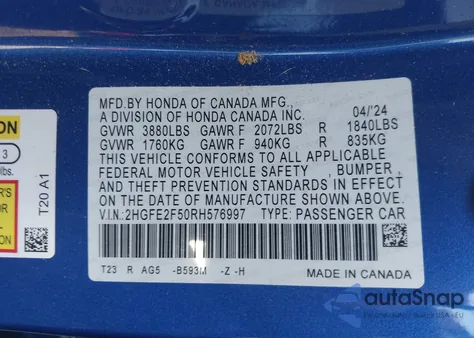 MFD.BY HONDA OF CANADA MFG.,
A DIVISION OF HONDA CANADA INC. 04/'24
GVWR 3880LBS GAWR F 2072LBS R 1840LBS
GVWR 1760KG GAWR F 940KG R 835KG
THIS VEHICLE CONFORMS TO ALL APPLICABLE
FEDERAL MOTOR VEHICLE SAFETY , BUMPER ,
AND THEFT PREVENTION STANDARDS IN EFFECT
ON THE DATE OF MANUFACTURE SHOWN ABOVE.
V.I.N.:2HGFE2F50RH576997 TYPE: PASSENGER CAR
T23 R AG5 -B593M -Z -H
MADE IN CANADA
ON
3
lbs.
R'S
T20 A1
autoSnap